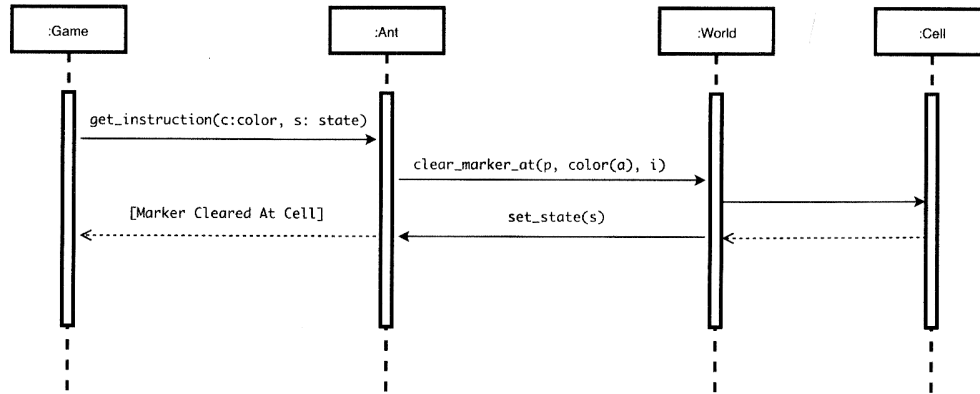 :Game
:Ant
:World
:Cell
get_instruction(c:color, s: state)
clear_marker_at(p, color(a), i)
[Marker Cleared At Cell]
set_state(s)